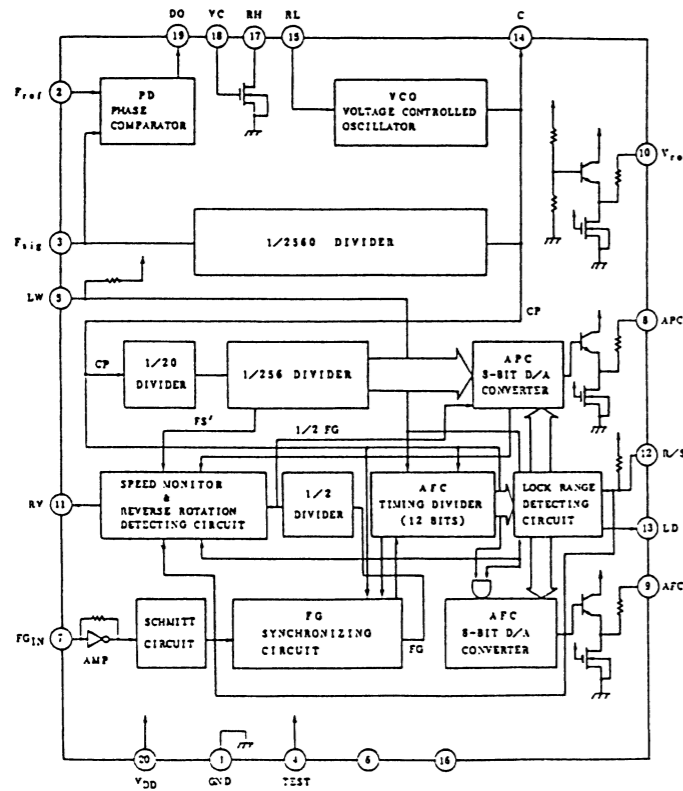 DO VC RH RL C
19 18 17 15 14
2
Fref
PD
PHASE
COMPARATOR
VCO
VOLTAGE CONTROLLED
OSCILLATOR
10
3
Fsig
1/2560 DIVIDER
LW
5
CP
8
APC
CP
1/20
DIVIDER
1/256 DIVIDER
APC
8-BIT D/A
CONVERTER
FS'
1/2 FG
12
R/S
RV
11
SPEED MONITOR
&
REVERSE ROTATION
DETECTING CIRCUIT
1/2
DIVIDER
AFC
TIMING DIVIDER
(12 BITS)
LOCK RANGE
DETECTING
CIRCUIT
13
LD
9
AFC
FGIN
7
AMP
SCHMITT
CIRCUIT
FG
SYNCHRONIZING
CIRCUIT
FG
AFC
8-BIT D/A
CONVERTER
20 1 4 6 16
VDD GND TEST